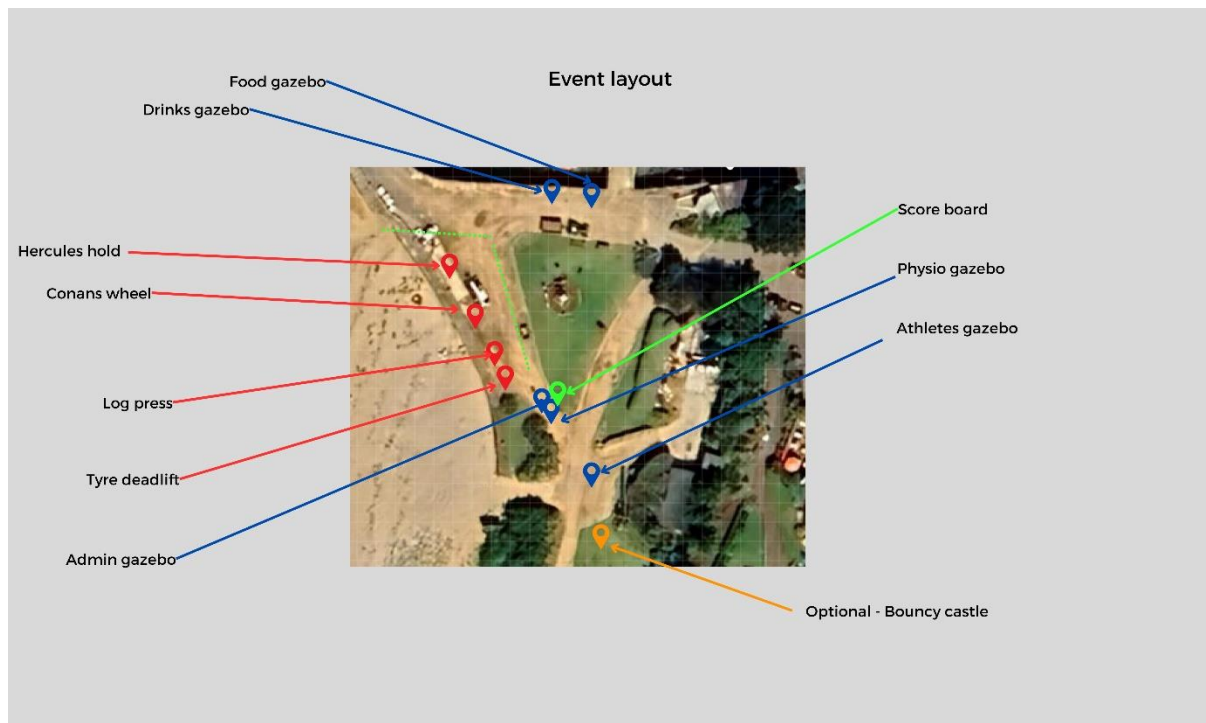 Event layout
Food gazebo
Drinks gazebo
Hercules hold
Conans wheel
Log press
Tyre deadlift
Admin gazebo
Score board
Physio gazebo
Athletes gazebo
Optional - Bouncy castle